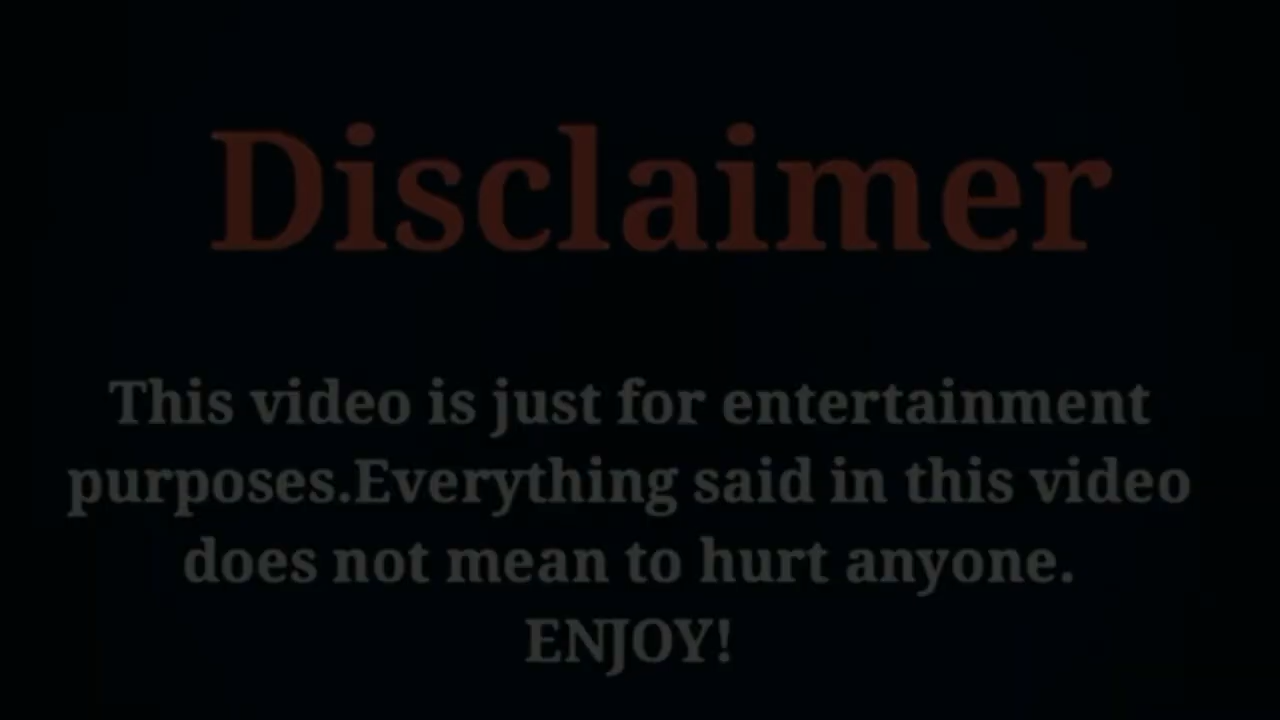 Disclaimer
This video is just for entertainment
purposes.Everything said in this video
does not mean to hurt anyone.
ENJOY!